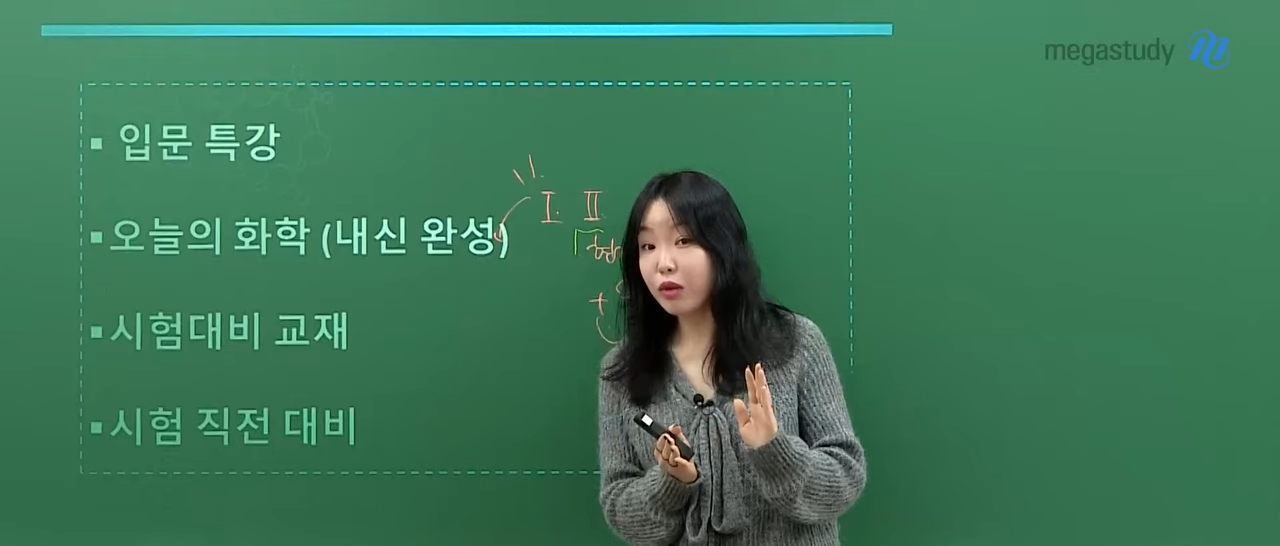 megastudy
입문 특강
오늘의 화학 (내신 완성)
I. II.
시험대비 교재
+
시험 직전 대비